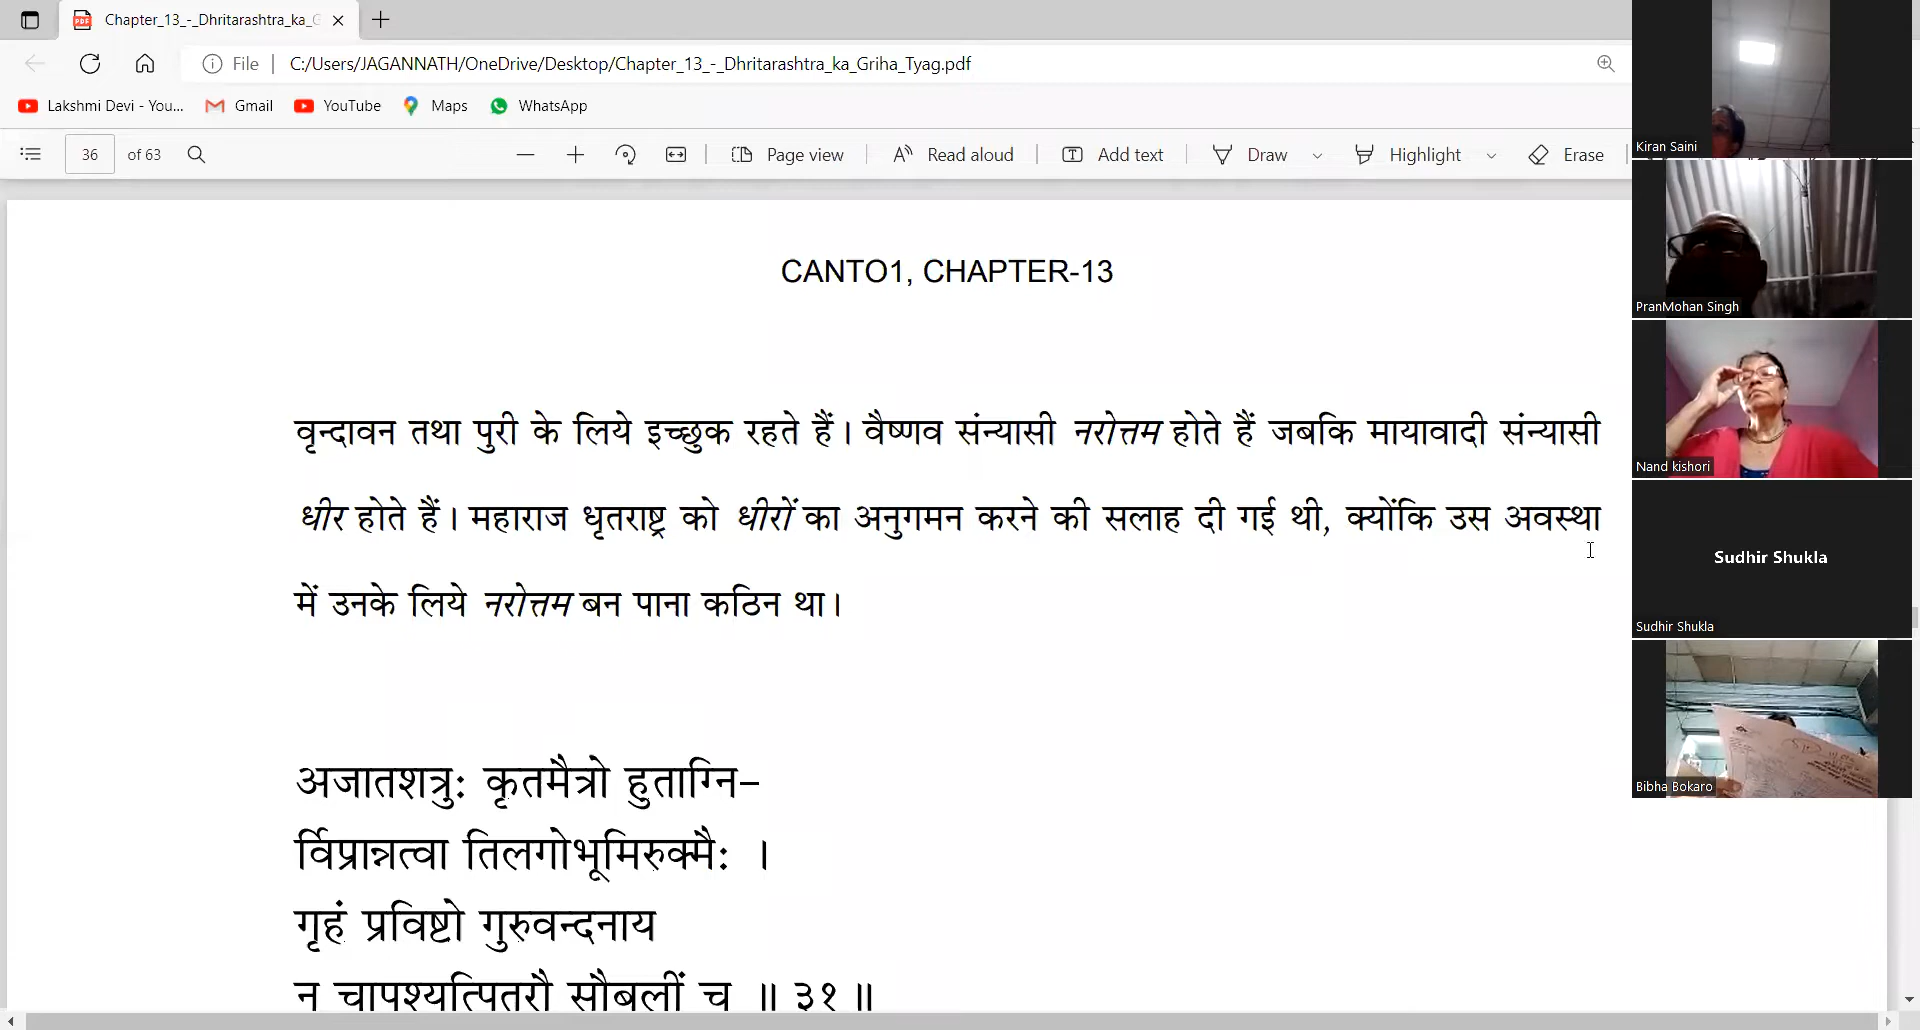 Chapter_13_-_Dhritarashtra_ka_G
File
C:/Users/JAGANNATH/OneDrive/Desktop/Chapter_13_-_Dhritarashtra_ka_Griha_Tyag.pdf
Lakshmi Devi - You...
Gmail
YouTube
Maps
WhatsApp
36 of 63
Page view
Read aloud
Add text
Draw
Highlight
Erase
CANTO1, CHAPTER-13
वृन्दावन तथा पुरी के लिये इच्छुक रहते हैं। वैष्णव संन्यासी नरोत्तम होते हैं जबकि मायावादी संन्यासी
धीर होते हैं। महाराज धृतराष्ट्र को धीरों का अनुगमन करने की सलाह दी गई थी, क्योंकि उस अवस्था
में उनके लिये नरोत्तम बन पाना कठिन था।
अजातशत्रुः कृतमैत्रो हुताग्नि-
र्विप्रान्नत्वा तिलगोभूमिरुक्मैः ।
गृहं प्रविष्टो गुरुवन्दनाय
न चापश्यत्पितरौ सौबलीं च ॥ ३१॥
Kiran Saini
PranMohan Singh
Nand kishori
Sudhir Shukla
Sudhir Shukla
Bibha Bokaro